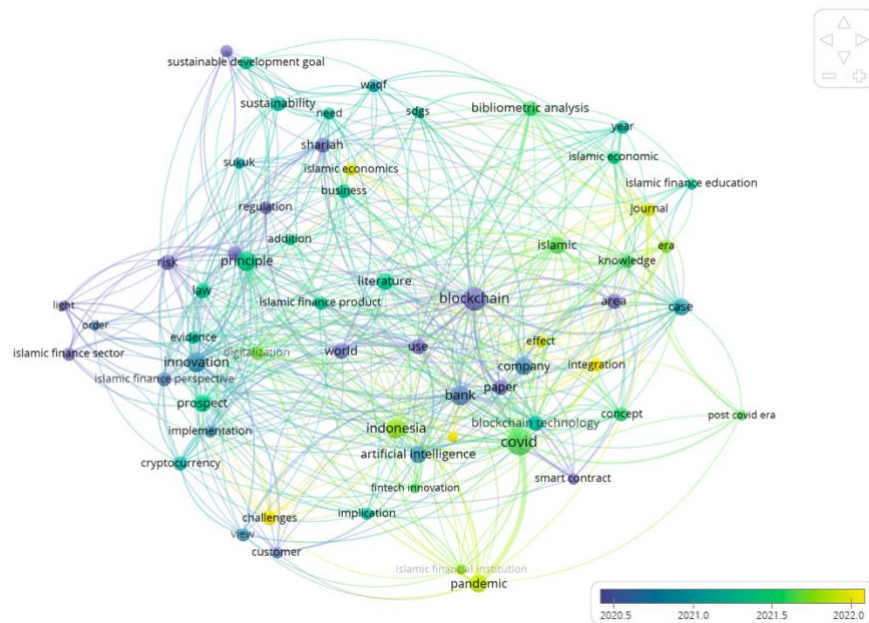 sustainable development goal
waqf
sustainability
need
sdgs
bibliometric analysis
year
shariah
sukuk
islamic economics
islamic economic
business
islamic finance education
regulation
journal
addition
islamic
era
principle
risk
knowledge
literature
law
islamic finance product
blockchain
area
light
case
order
evidence
effect
islamic finance sector
digitalization
world
use
innovation
company
integration
islamic finance perspective
paper
bank
prospect
concept
post covid era
blockchain technology
implementation
indonesia
covid
artificial intelligence
cryptocurrency
smart contract
fintech innovation
challenges
implication
view
customer
islamic financial institution
pandemic
2020.5
2021.0
2021.5
2022.0